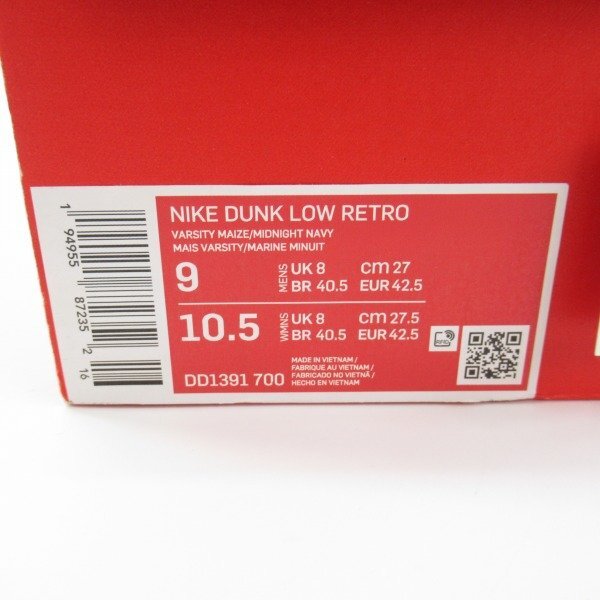 1 94955 87235 2 16
NIKE DUNK LOW RETRO
VARSITY MAIZE/MIDNIGHT NAVY
MAIS VARSITY/MARINE MINUIT
9 MENS UK 8 cm 27
BR 40.5 EUR 42.5
10.5 WMNS UK 8 cm 27.5
BR 40.5 EUR 42.5
DD1391 700
MADE IN VIETNAM /
FABRIQUE AU VIETNAM /
FABRICADO NO VIETNÃ /
HECHO EN VIETNAM
RFID